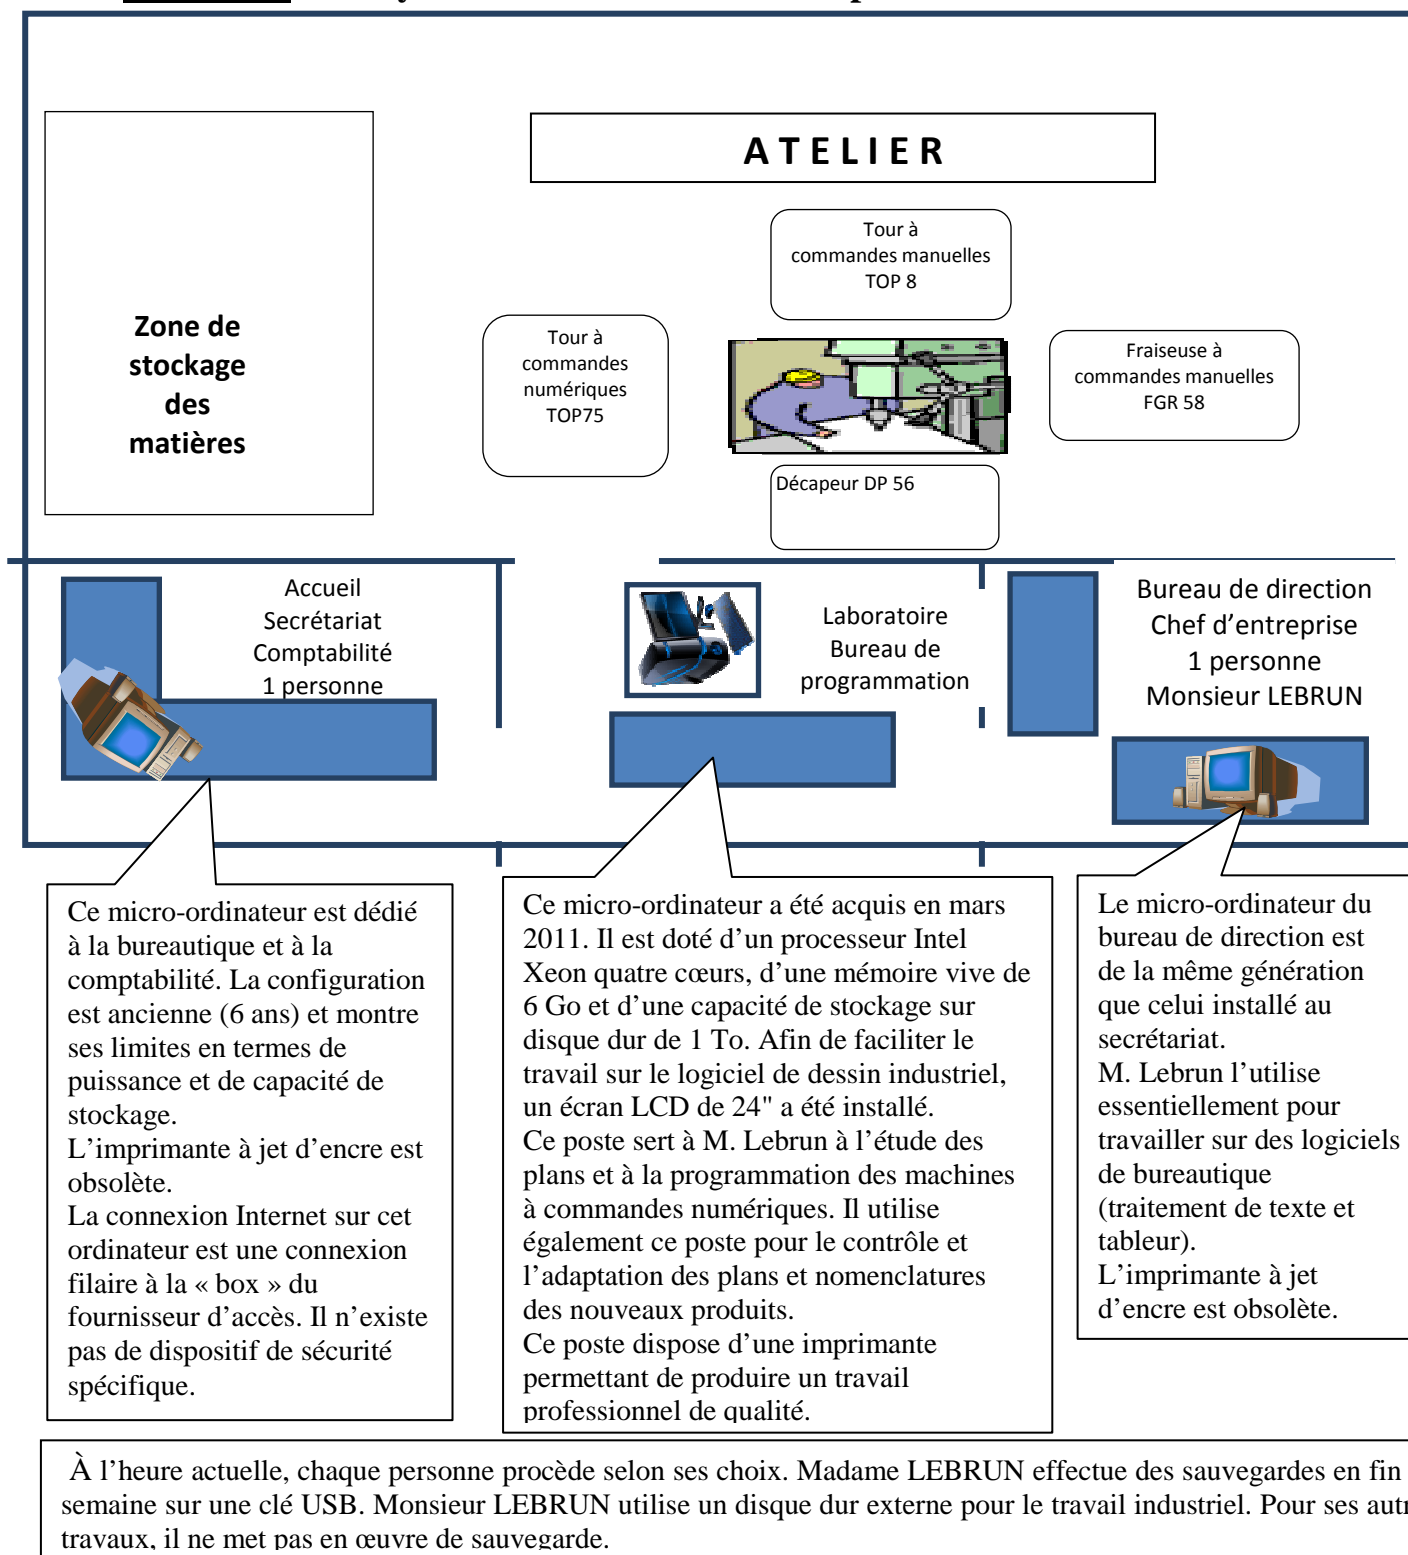 A T E L I E R
Tour à
commandes manuelles
TOP 8
Zone de
stockage
des
matières
Tour à
commandes
numériques
TOP75
Fraiseuse à
commandes manuelles
FGR 58
Décapeur DP 56
Accueil
Secrétariat
Comptabilité
1 personne
Laboratoire
Bureau de
programmation
Bureau de direction
Chef d’entreprise
1 personne
Monsieur LEBRUN
Ce micro-ordinateur est dédié
à la bureautique et à la
comptabilité. La configuration
est ancienne (6 ans) et montre
ses limites en termes de
puissance et de capacité de
stockage.
L’imprimante à jet d’encre est
obsolète.
La connexion Internet sur cet
ordinateur est une connexion
filaire à la « box » du
fournisseur d’accès. Il n’existe
pas de dispositif de sécurité
spécifique.
Ce micro-ordinateur a été acquis en mars
2011. Il est doté d’un processeur Intel
Xeon quatre cœurs, d’une mémoire vive de
6 Go et d’une capacité de stockage sur
disque dur de 1 To. Afin de faciliter le
travail sur le logiciel de dessin industriel,
un écran LCD de 24" a été installé.
Ce poste sert à M. Lebrun à l’étude des
plans et à la programmation des machines
à commandes numériques. Il utilise
également ce poste pour le contrôle et
l’adaptation des plans et nomenclatures
des nouveaux produits.
Ce poste dispose d’une imprimante
permettant de produire un travail
professionnel de qualité.
Le micro-ordinateur du
bureau de direction est
de la même génération
que celui installé au
secrétariat.
M. Lebrun l’utilise
essentiellement pour
travailler sur des logiciels
de bureautique
(traitement de texte et
tableur).
L’imprimante à jet
d’encre est obsolète.
À l’heure actuelle, chaque personne procède selon ses choix. Madame LEBRUN effectue des sauvegardes en fin
semaine sur une clé USB. Monsieur LEBRUN utilise un disque dur externe pour le travail industriel. Pour ses autr
travaux, il ne met pas en œuvre de sauvegarde.